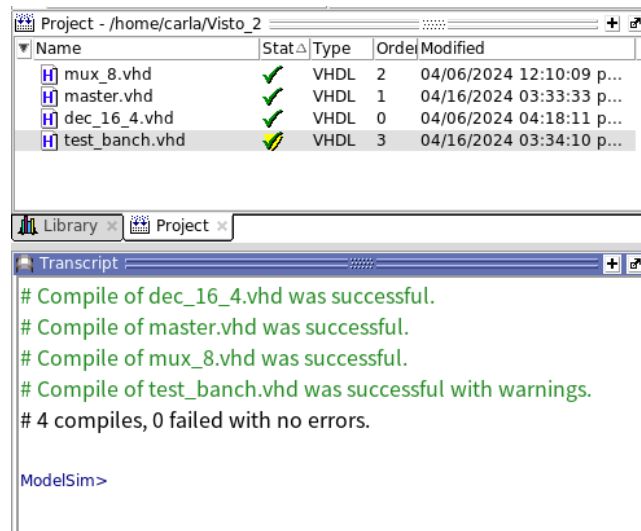 Project - /home/carla/Visto_2
Name Stat Type Order Modified
mux_8.vhd VHDL 2 04/06/2024 12:10:09 p...
master.vhd VHDL 1 04/16/2024 03:33:33 p...
dec_16_4.vhd VHDL 0 04/06/2024 04:18:11 p...
test_banch.vhd VHDL 3 04/16/2024 03:34:10 p...
Library Project
Transcript
# Compile of dec_16_4.vhd was successful.
# Compile of master.vhd was successful.
# Compile of mux_8.vhd was successful.
# Compile of test_banch.vhd was successful with warnings.
# 4 compiles, 0 failed with no errors.
ModelSim>